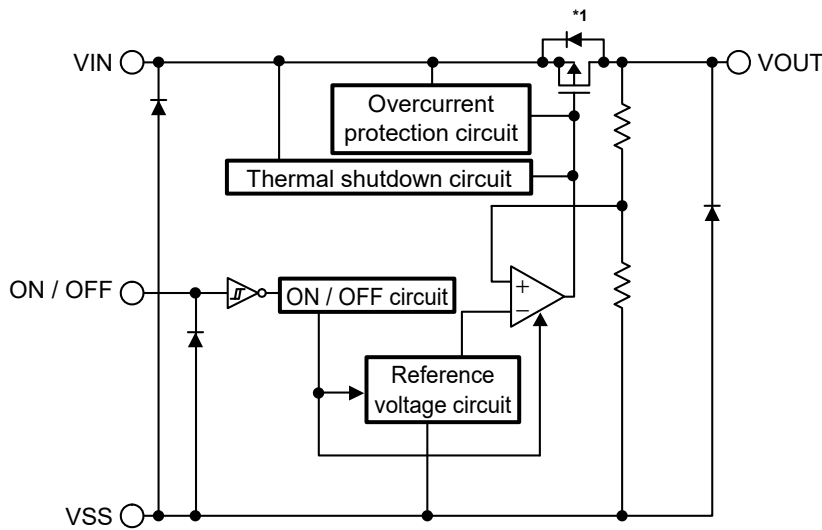 *1
VIN
VOUT
Overcurrent
protection circuit
Thermal shutdown circuit
ON / OFF
ON / OFF circuit
+
−
Reference
voltage circuit
VSS